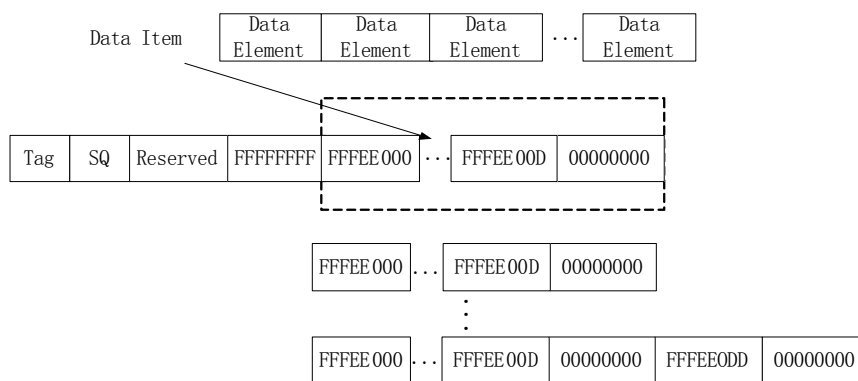 Data Item
Data Element Data Element Data Element ... Data Element
Tag SQ Reserved FFFFFFFF FFFEE000 ... FFFEE00D 00000000
FFFEE000 ... FFFEE00D 00000000
FFFEE000 ... FFFEE00D 00000000 FFFEE0DD 00000000